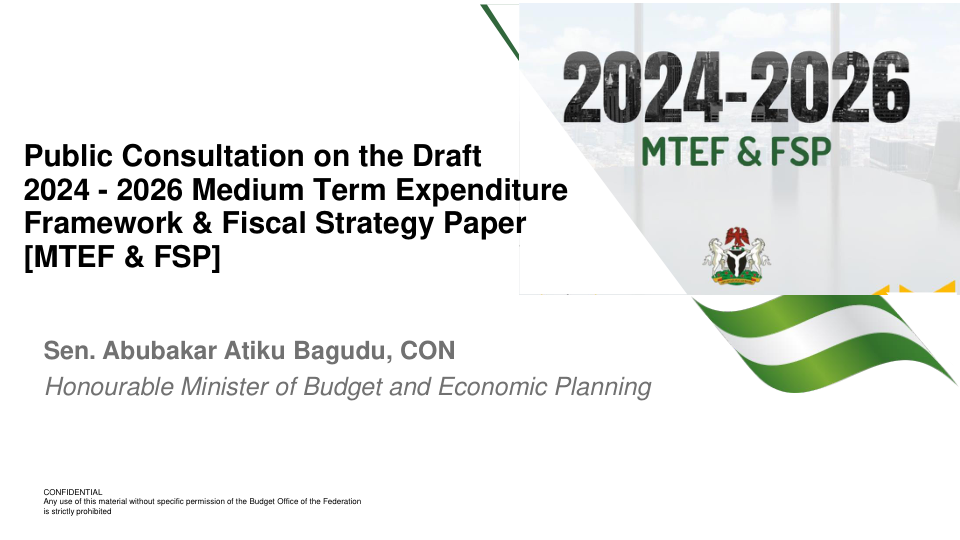 2024-2026
MTEF & FSP
Public Consultation on the Draft
2024 - 2026 Medium Term Expenditure
Framework & Fiscal Strategy Paper
[MTEF & FSP]
Sen. Abubakar Atiku Bagudu, CON
Honourable Minister of Budget and Economic Planning
CONFIDENTIAL
Any use of this material without specific permission of the Budget Office of the Federation
is strictly prohibited